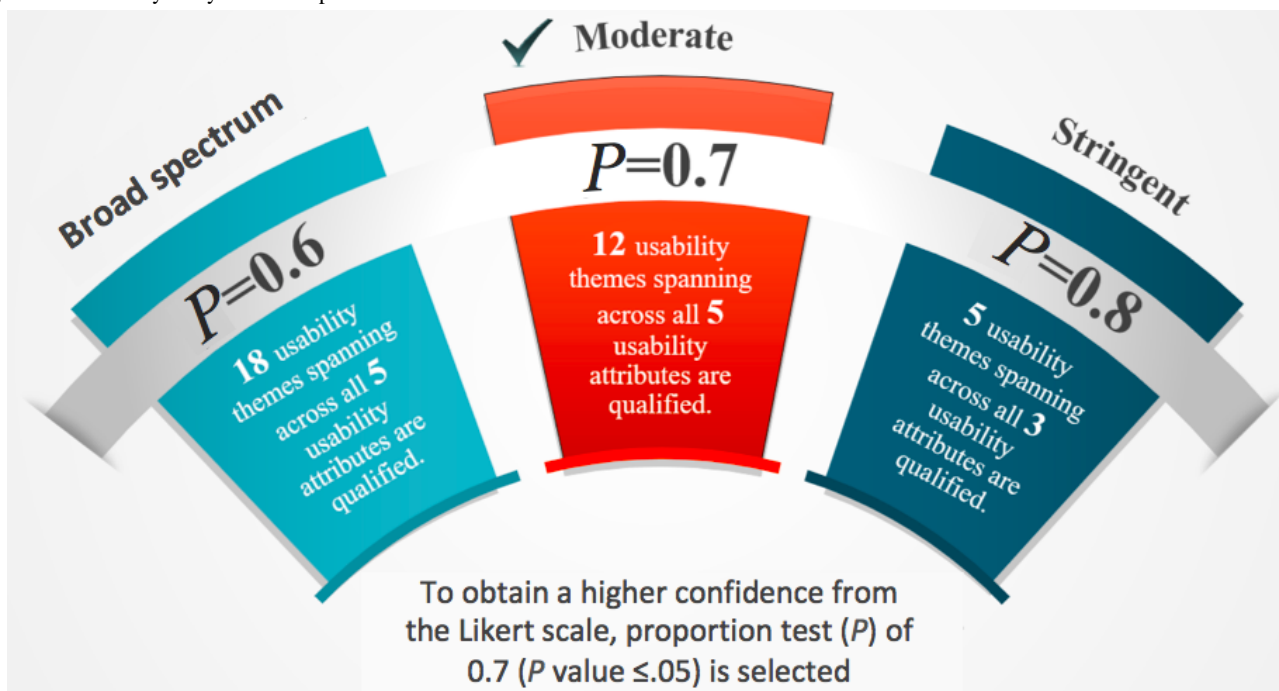 Broad spectrum
P=0.6
18 usability
themes spanning
across all 5
usability
attributes are
qualified.
Moderate
P=0.7
12 usability
themes spanning
across all 5
usability
attributes are
qualified.
Stringent
P=0.8
5 usability
themes spanning
across all 3
usability
attributes are
qualified.
To obtain a higher confidence from
the Likert scale, proportion test (P) of
0.7 (P value ≤.05) is selected